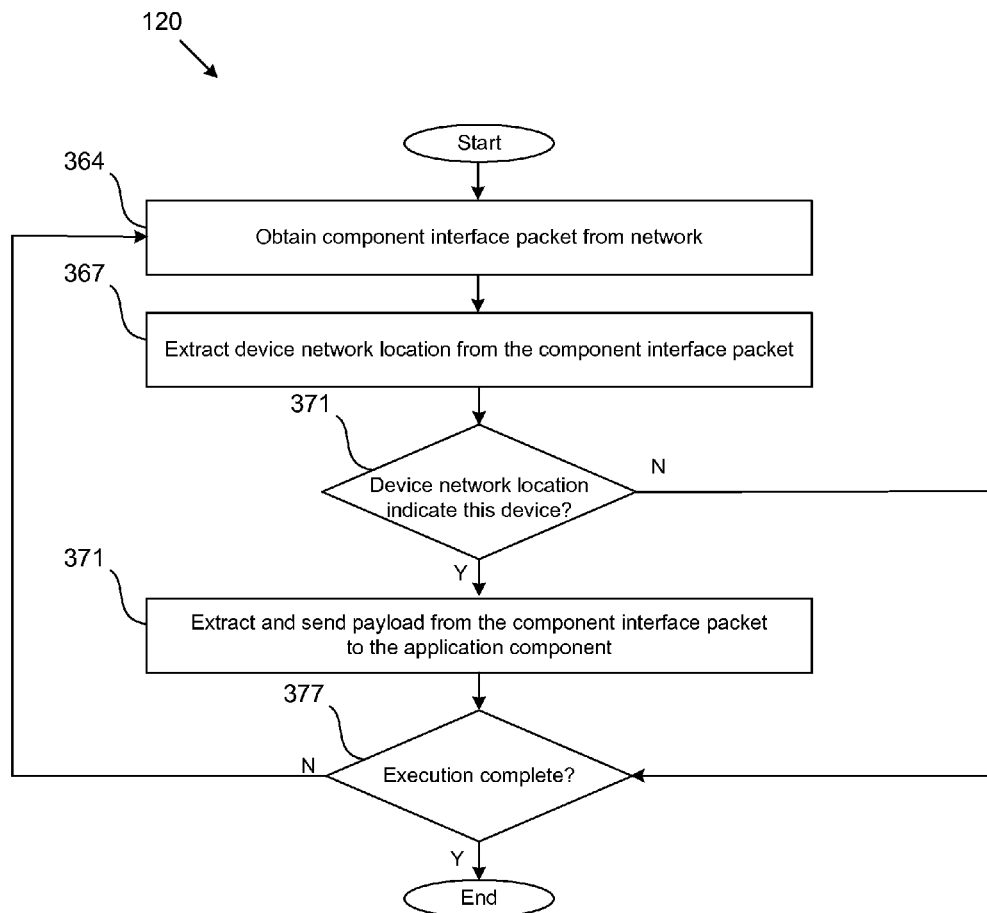 120
Start
364
Obtain component interface packet from network
367
Extract device network location from the component interface packet
371
N
Device network location
indicate this device?
Y
371
Extract and send payload from the component interface packet
to the application component
377
N
Execution complete?
Y
End